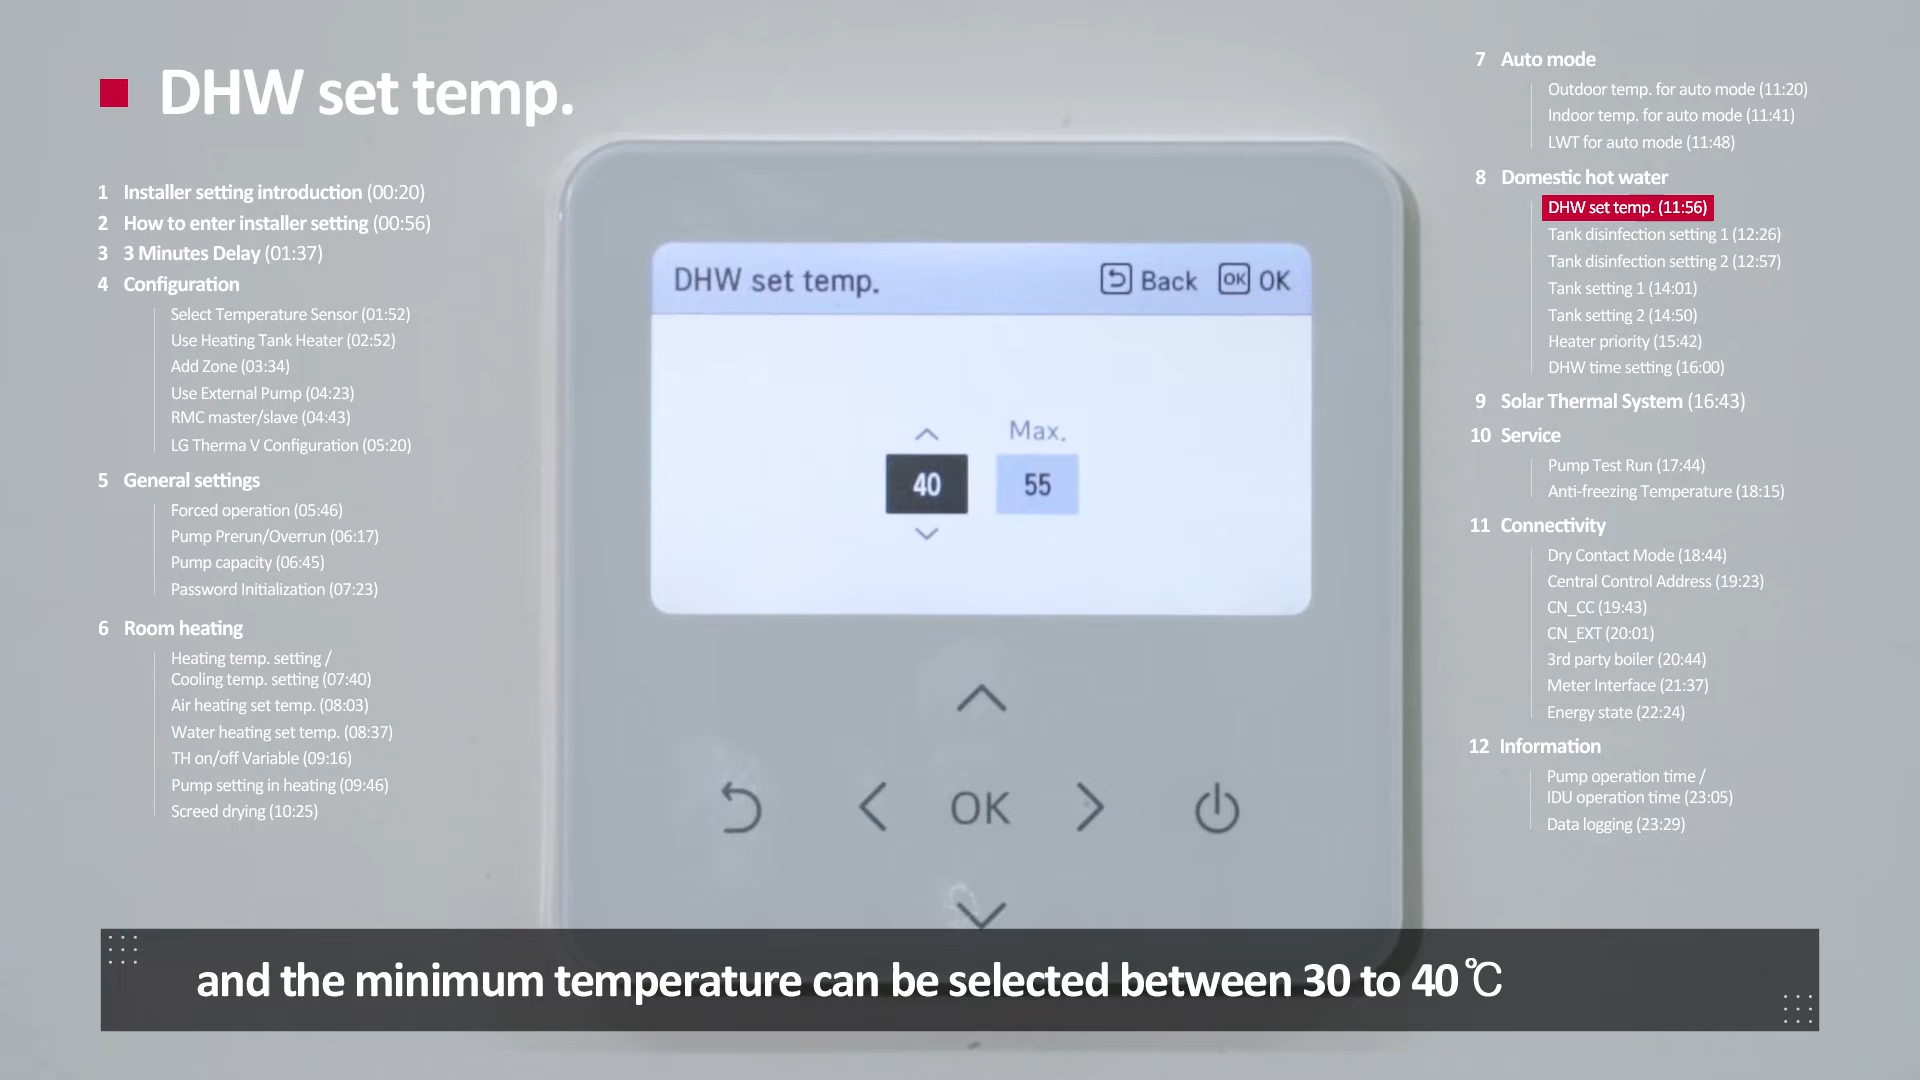 DHW set temp.
1 Installer setting introduction (00:20)
2 How to enter installer setting (00:56)
3 3 Minutes Delay (01:37)
4 Configuration
Select Temperature Sensor (01:52)
Use Heating Tank Heater (02:52)
Add Zone (03:34)
Use External Pump (04:23)
RMC master/slave (04:43)
LG Therma V Configuration (05:20)
5 General settings
Forced operation (05:46)
Pump Prerun/Overrun (06:17)
Pump capacity (06:45)
Password Initialization (07:23)
6 Room heating
Heating temp. setting /
Cooling temp. setting (07:40)
Air heating set temp. (08:03)
Water heating set temp. (08:37)
TH on/off Variable (09:16)
Pump setting in heating (09:46)
Screed drying (10:25)
DHW set temp. Back OK OK
Max.
40 55
OK
7 Auto mode
Outdoor temp. for auto mode (11:20)
Indoor temp. for auto mode (11:41)
LWT for auto mode (11:48)
8 Domestic hot water
DHW set temp. (11:56)
Tank disinfection setting 1 (12:26)
Tank disinfection setting 2 (12:57)
Tank setting 1 (14:01)
Tank setting 2 (14:50)
Heater priority (15:42)
DHW time setting (16:00)
9 Solar Thermal System (16:43)
10 Service
Pump Test Run (17:44)
Anti-freezing Temperature (18:15)
11 Connectivity
Dry Contact Mode (18:44)
Central Control Address (19:23)
CN_CC (19:43)
CN_EXT (20:01)
3rd party boiler (20:44)
Meter Interface (21:37)
Energy state (22:24)
12 Information
Pump operation time /
IDU operation time (23:05)
Data logging (23:29)
and the minimum temperature can be selected between 30 to 40℃